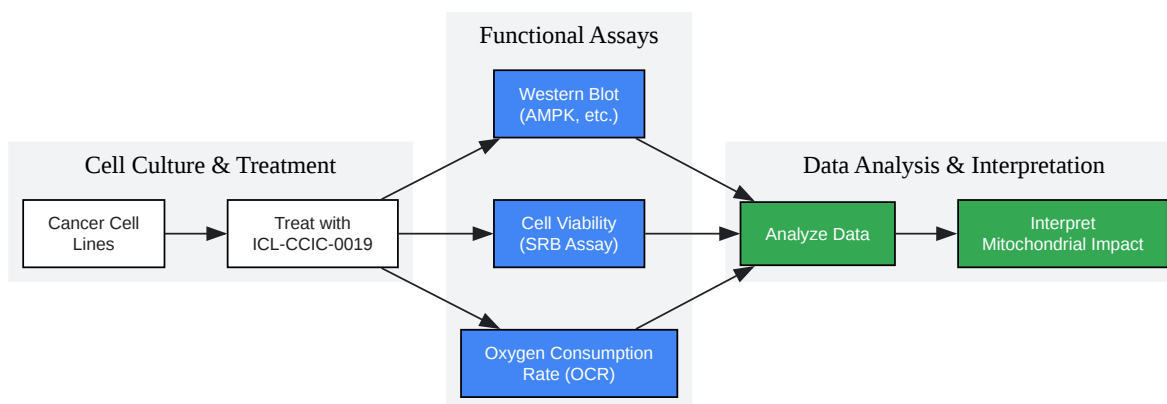 Functional Assays
Western Blot
(AMPK, etc.)
Cell Culture & Treatment
Data Analysis & Interpretation
Cancer Cell
Lines
Treat with
ICL-CCIC-0019
Cell Viability
(SRB Assay)
Analyze Data
Interpret
Mitochondrial Impact
Oxygen Consumption
Rate (OCR)